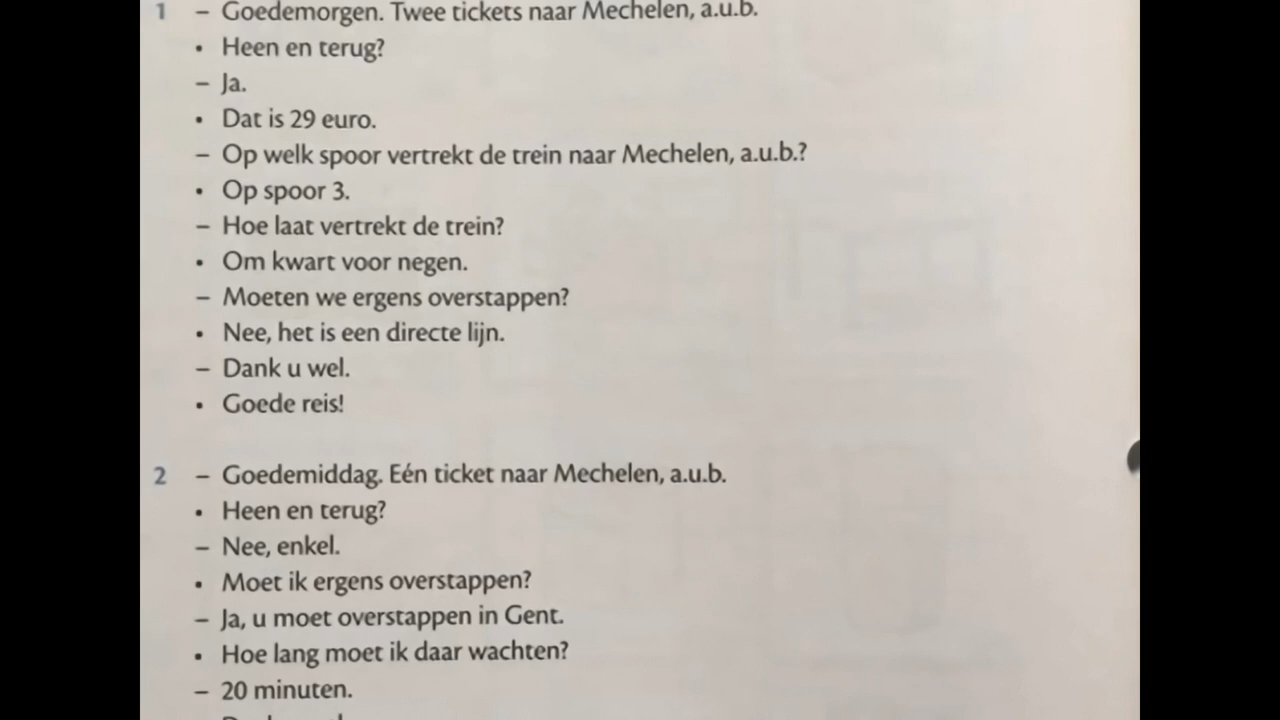 1 – Goedemorgen. Twee tickets naar Mechelen, a.u.b.
• Heen en terug?
– Ja.
• Dat is 29 euro.
– Op welk spoor vertrekt de trein naar Mechelen, a.u.b.?
• Op spoor 3.
– Hoe laat vertrekt de trein?
• Om kwart voor negen.
– Moeten we ergens overstappen?
• Nee, het is een directe lijn.
– Dank u wel.
• Goede reis!
2 – Goedemiddag. Eén ticket naar Mechelen, a.u.b.
• Heen en terug?
– Nee, enkel.
• Moet ik ergens overstappen?
– Ja, u moet overstappen in Gent.
• Hoe lang moet ik daar wachten?
– 20 minuten.